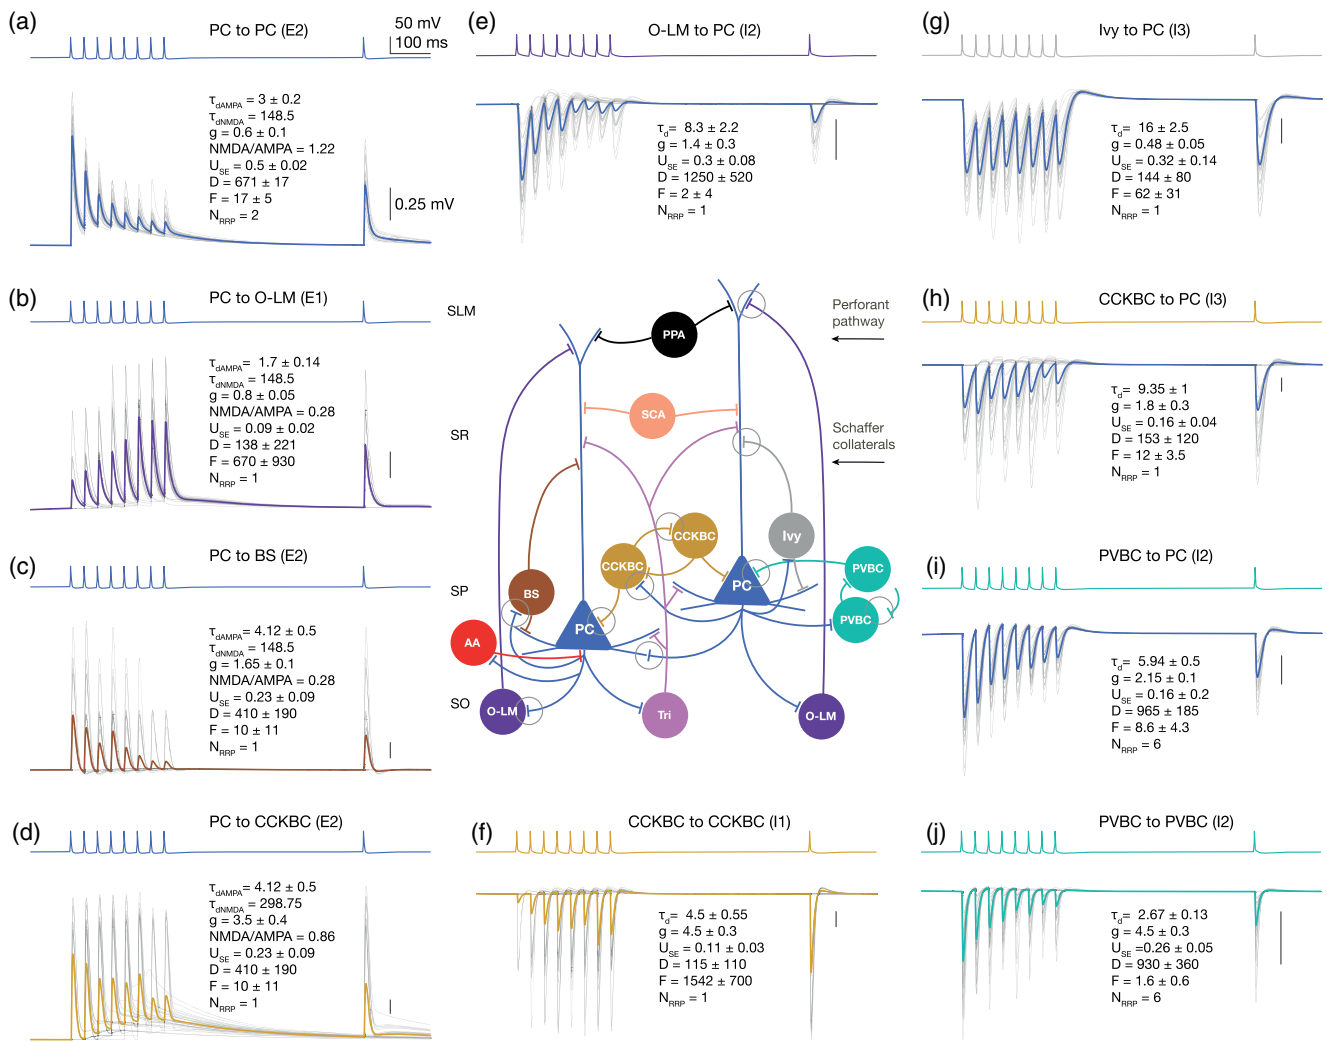 (a)
PC to PC (E2)
50 mV
100 ms
τdAMPA = 3 ± 0.2
τdNMDA = 148.5
g = 0.6 ± 0.1
NMDA/AMPA = 1.22
USE = 0.5 ± 0.02
D = 671 ± 17
F = 17 ± 5
NRRP = 2
0.25 mV
(b)
PC to O-LM (E1)
τdAMPA = 1.7 ± 0.14
τdNMDA = 148.5
g = 0.8 ± 0.05
NMDA/AMPA = 0.28
USE = 0.09 ± 0.02
D = 138 ± 221
F = 670 ± 930
NRRP = 1
(c)
PC to BS (E2)
τdAMPA = 4.12 ± 0.5
τdNMDA = 148.5
g = 1.65 ± 0.1
NMDA/AMPA = 0.28
USE = 0.23 ± 0.09
D = 410 ± 190
F = 10 ± 11
NRRP = 1
(d)
PC to CCKBC (E2)
τdAMPA = 4.12 ± 0.5
τdNMDA = 298.75
g = 3.5 ± 0.4
NMDA/AMPA = 0.86
USE = 0.23 ± 0.09
D = 410 ± 190
F = 10 ± 11
NRRP = 1
(e)
O-LM to PC (I2)
τd= 8.3 ± 2.2
g = 1.4 ± 0.3
USE = 0.3 ± 0.08
D = 1250 ± 520
F = 2 ± 4
NRRP = 1
SLM
SR
SP
SO
PPA
SCA
Perforant
pathway
Schaffer
collaterals
CCKBC
CCKBC
Ivy
BS
PC
PC
PVBC
PVBC
AA
O-LM
Tri
O-LM
(f)
CCKBC to CCKBC (I1)
τd= 4.5 ± 0.55
g = 4.5 ± 0.3
USE = 0.11 ± 0.03
D = 115 ± 110
F = 1542 ± 700
NRRP = 1
(g)
Ivy to PC (I3)
τd = 16 ± 2.5
g = 0.48 ± 0.05
USE = 0.32 ± 0.14
D = 144 ± 80
F = 62 ± 31
NRRP = 1
(h)
CCKBC to PC (I3)
τd = 9.35 ± 1
g = 1.8 ± 0.3
USE = 0.16 ± 0.04
D = 153 ± 120
F = 12 ± 3.5
NRRP = 1
(i)
PVBC to PC (I2)
τd = 5.94 ± 0.5
g = 2.15 ± 0.1
USE = 0.16 ± 0.2
D = 965 ± 185
F = 8.6 ± 4.3
NRRP = 6
(j)
PVBC to PVBC (I2)
τd = 2.67 ± 0.13
g = 4.5 ± 0.3
USE =0.26 ± 0.05
D = 930 ± 360
F = 1.6 ± 0.6
NRRP = 6